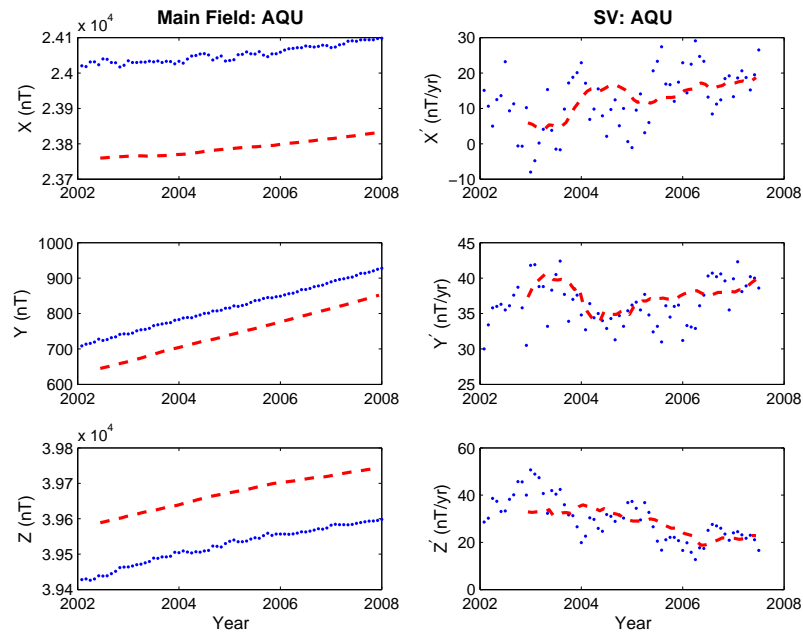 Main Field: AQU
x 10⁴
2.41
2.4
2.39
2.38
2.37
X (nT)
2002 2004 2006 2008
SV: AQU
30
20
10
0
−10
X′ (nT/yr)
2002 2004 2006 2008
1000
900
800
700
600
Y (nT)
2002 2004 2006 2008
45
40
35
30
25
Y′ (nT/yr)
2002 2004 2006 2008
x 10⁴
3.98
3.97
3.96
3.95
3.94
Z (nT)
2002 2004 2006 2008
Year
60
40
20
0
Z′ (nT/yr)
2002 2004 2006 2008
Year